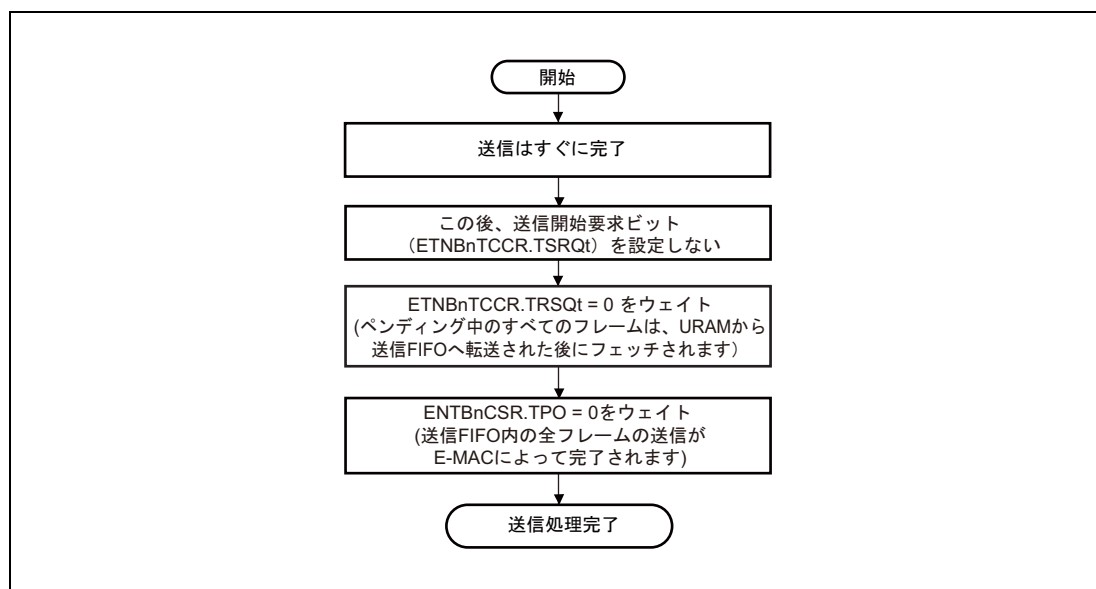 開始
送信はすぐに完了
この後、送信開始要求ビット
（ETNBnTCCR.TSRQt）を設定しない
ETNBnTCCR.TRSQt = 0 をウェイト
(ペンディング中のすべてのフレームは、URAMから
送信FIFOへ転送された後にフェッチされます）
ENTBnCSR.TPO = 0をウェイト
(送信FIFO内の全フレームの送信が
E-MACによって完了されます)
送信処理完了